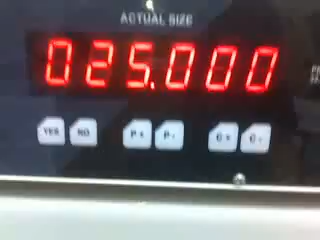 ACTUAL SIZE
025.000
YES NO P+ P- C+ C-